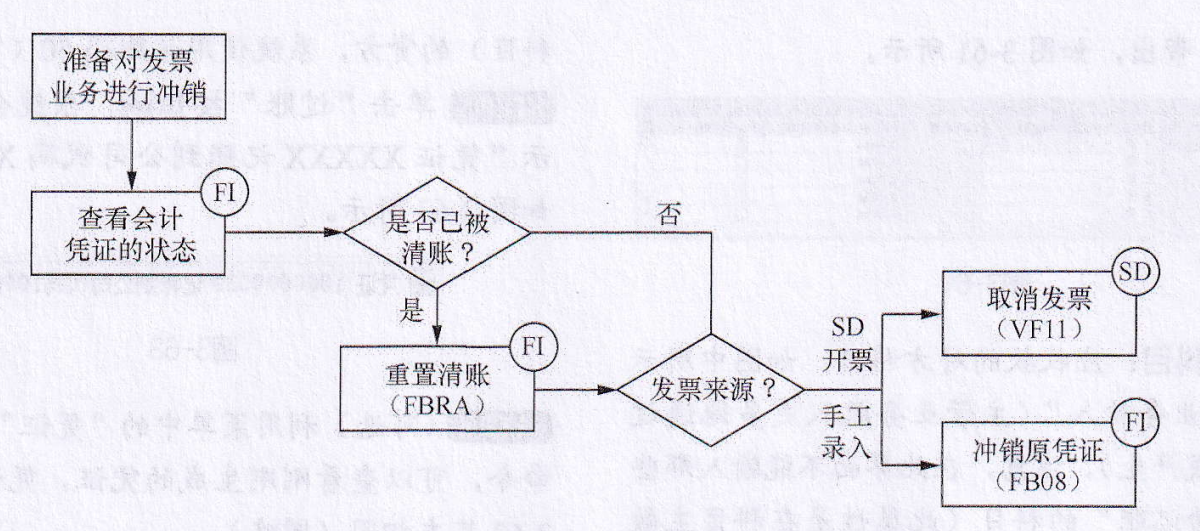 准备对发票
业务进行冲销
FI
查看会计
凭证的状态
是否已被
清账?
否
是
FI
重置清账
(FBRA)
发票来源?
SD
开票
手工
录入
SD
取消发票
(VF11)
FI
冲销原凭证
(FB08)